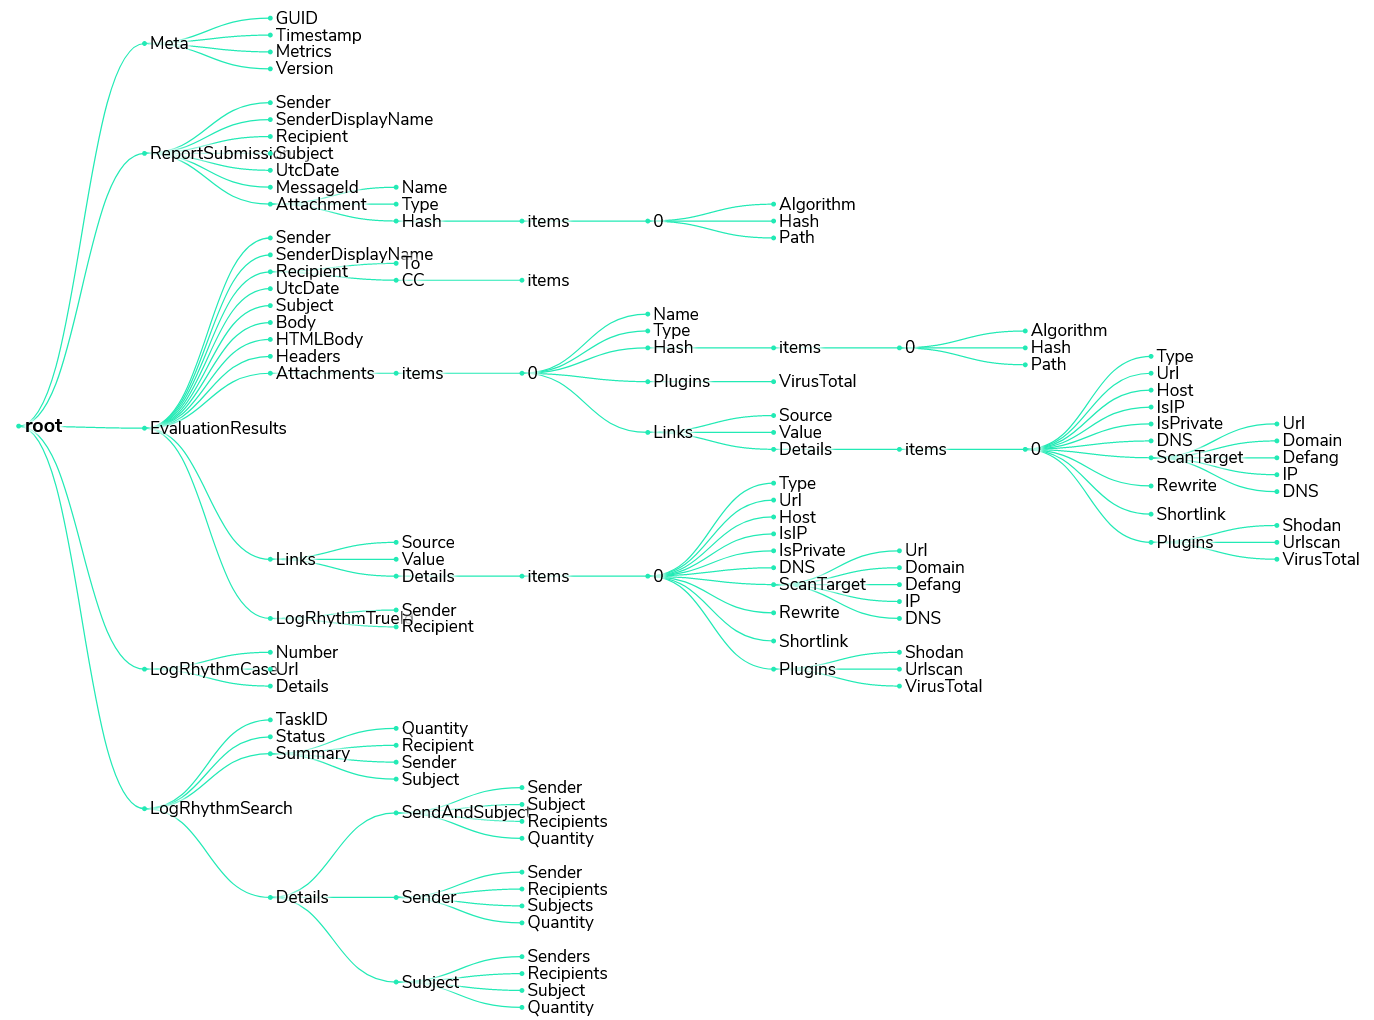 root
Meta
GUID
Timestamp
Metrics
Version
ReportSubmission
Sender
SenderDisplayName
Recipient
Subject
UtcDate
MessageId
Attachment
Name
Type
Hash
items
0
Algorithm
Hash
Path
EvaluationResults
Sender
SenderDisplayName
Recipient
To
CC
items
UtcDate
Subject
Body
HTMLBody
Headers
Attachments
items
0
Name
Type
Hash
items
0
Algorithm
Hash
Path
Plugins
VirusTotal
Links
Source
Value
Details
items
0
Type
Url
Host
IsIP
IsPrivate
DNS
ScanTarget
Url
Domain
Defang
IP
DNS
Rewrite
Shortlink
Plugins
Shodan
Urlscan
VirusTotal
Links
Source
Value
Details
items
0
Type
Url
Host
IsIP
IsPrivate
DNS
ScanTarget
Url
Domain
Defang
IP
DNS
Rewrite
Shortlink
Plugins
Shodan
Urlscan
VirusTotal
LogRhythmTrueId
Sender
Recipient
LogRhythmCase
Number
Url
Details
LogRhythmSearch
TaskID
Status
Summary
Quantity
Recipient
Sender
Subject
Details
SendAndSubject
Sender
Subject
Recipients
Quantity
Sender
Sender
Recipients
Subjects
Quantity
Subject
Senders
Recipients
Subject
Quantity